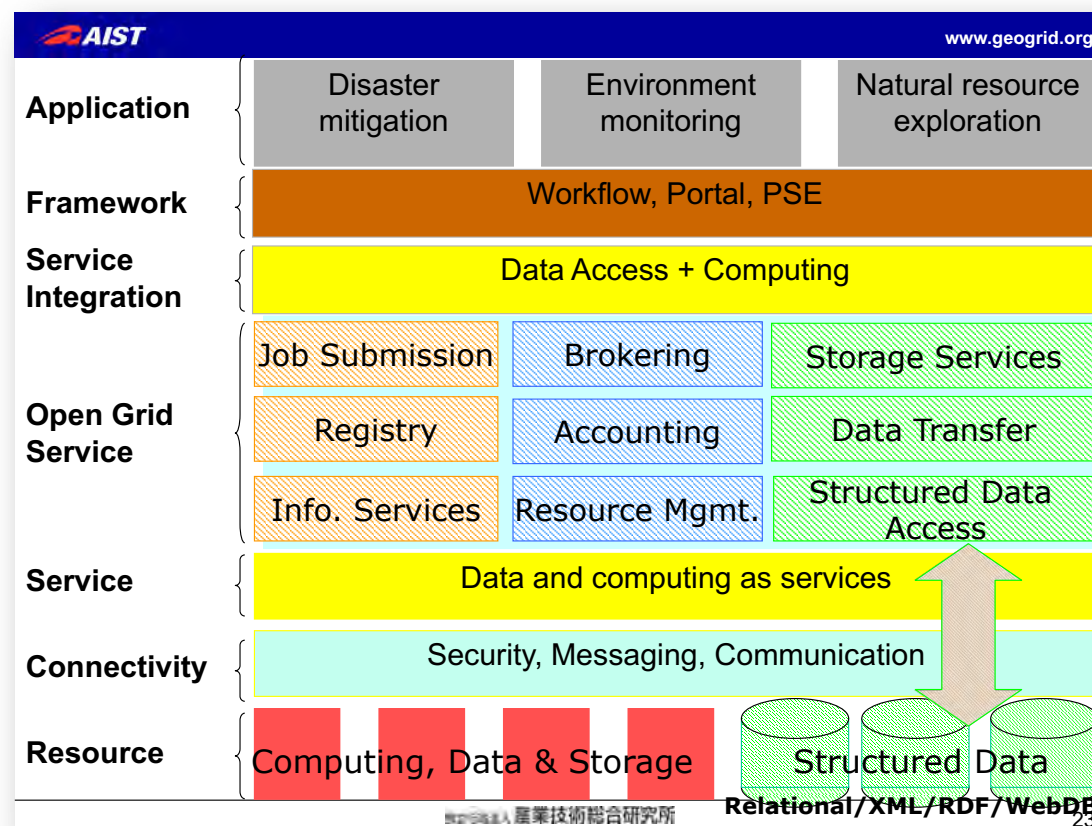 AIST
www.geogrid.org
Application
Disaster
mitigation
Environment
monitoring
Natural resource
exploration
Framework
Workflow, Portal, PSE
Service
Integration
Data Access + Computing
Open Grid
Service
Job Submission
Brokering
Storage Services
Registry
Accounting
Data Transfer
Info. Services
Resource Mgmt.
Structured Data
Access
Service
Data and computing as services
Connectivity
Security, Messaging, Communication
Resource
Computing, Data & Storage
Structured Data
Relational/XML/RDF/WebDB
産業技術総合研究所